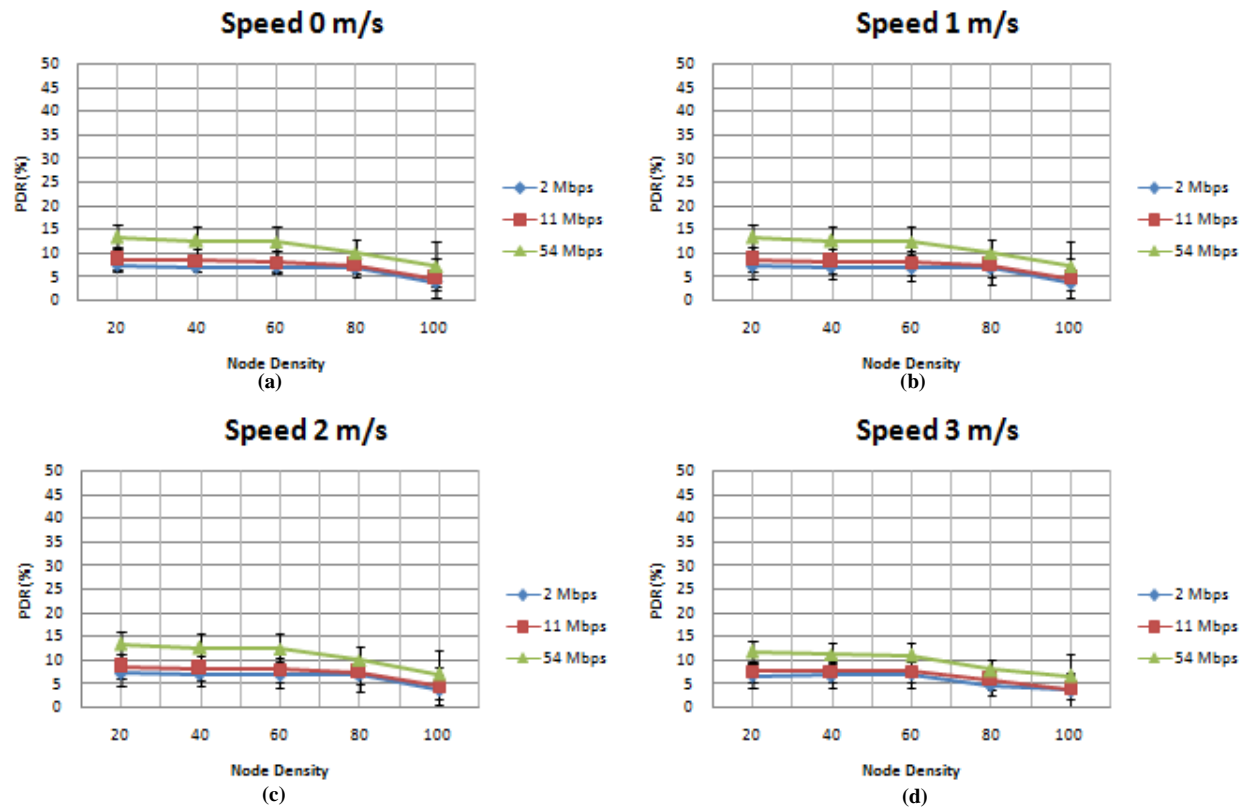 Speed 0 m/s
50
45
40
35
30
25
20
15
10
5
0
PDR(%)
20 40 60 80 100
Node Density
2 Mbps
11 Mbps
54 Mbps
(a)
Speed 1 m/s
50
45
40
35
30
25
20
15
10
5
0
PDR(%)
20 40 60 80 100
Node Density
2 Mbps
11 Mbps
54 Mbps
(b)
Speed 2 m/s
50
45
40
35
30
25
20
15
10
5
0
PDR(%)
20 40 60 80 100
Node Density
2 Mbps
11 Mbps
54 Mbps
(c)
Speed 3 m/s
50
45
40
35
30
25
20
15
10
5
0
PDR(%)
20 40 60 80 100
Node Density
2 Mbps
11 Mbps
54 Mbps
(d)